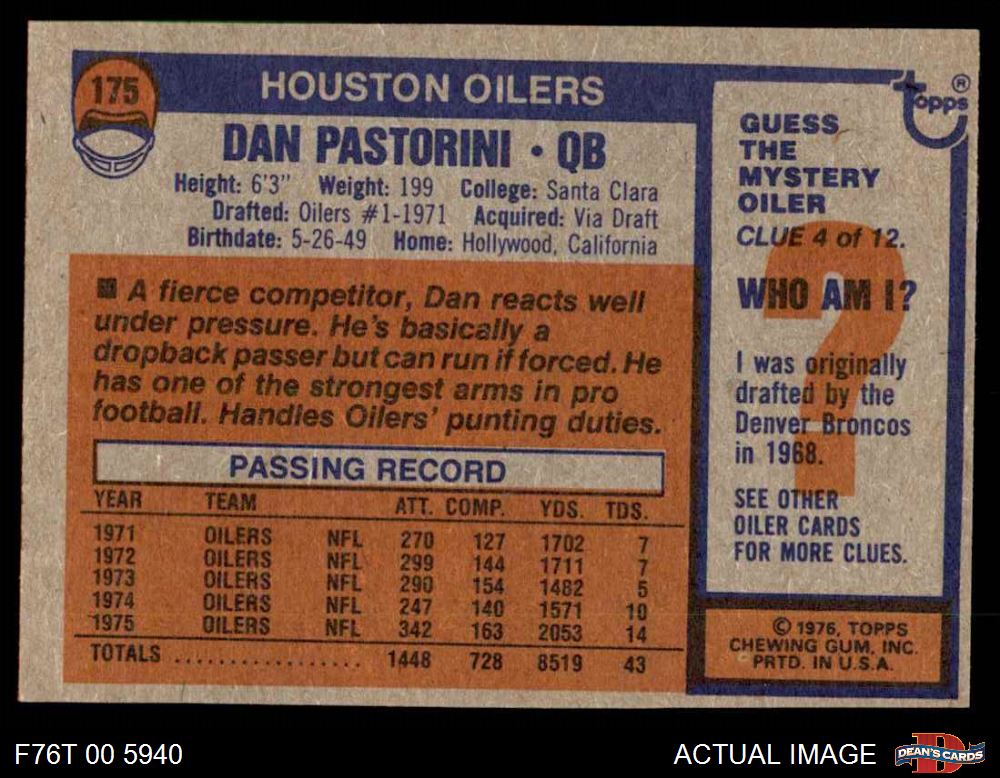 175
HOUSTON OILERS
DAN PASTORINI • QB
Height: 6'3" Weight: 199 College: Santa Clara
Drafted: Oilers #1-1971 Acquired: Via Draft
Birthdate: 5-26-49 Home: Hollywood, California
■ A fierce competitor, Dan reacts well
under pressure. He's basically a
dropback passer but can run if forced. He
has one of the strongest arms in pro
football. Handles Oilers' punting duties.
PASSING RECORD
YEAR TEAM ATT. COMP. YDS. TDS.
1971 OILERS NFL 270 127 1702 7
1972 OILERS NFL 299 144 1711 7
1973 OILERS NFL 290 154 1482 5
1974 OILERS NFL 247 140 1571 10
1975 OILERS NFL 342 163 2053 14
TOTALS .................. 1448 728 8519 43
topps®
GUESS
THE
MYSTERY
OILER
CLUE 4 of 12.
?
WHO AM I?
I was originally
drafted by the
Denver Broncos
in 1968.
SEE OTHER
OILER CARDS
FOR MORE CLUES.
© 1976, TOPPS
CHEWING GUM, INC.
PRTD. IN U.S.A.
F76T 00 5940
ACTUAL IMAGE
D
DEAN'S CARDS